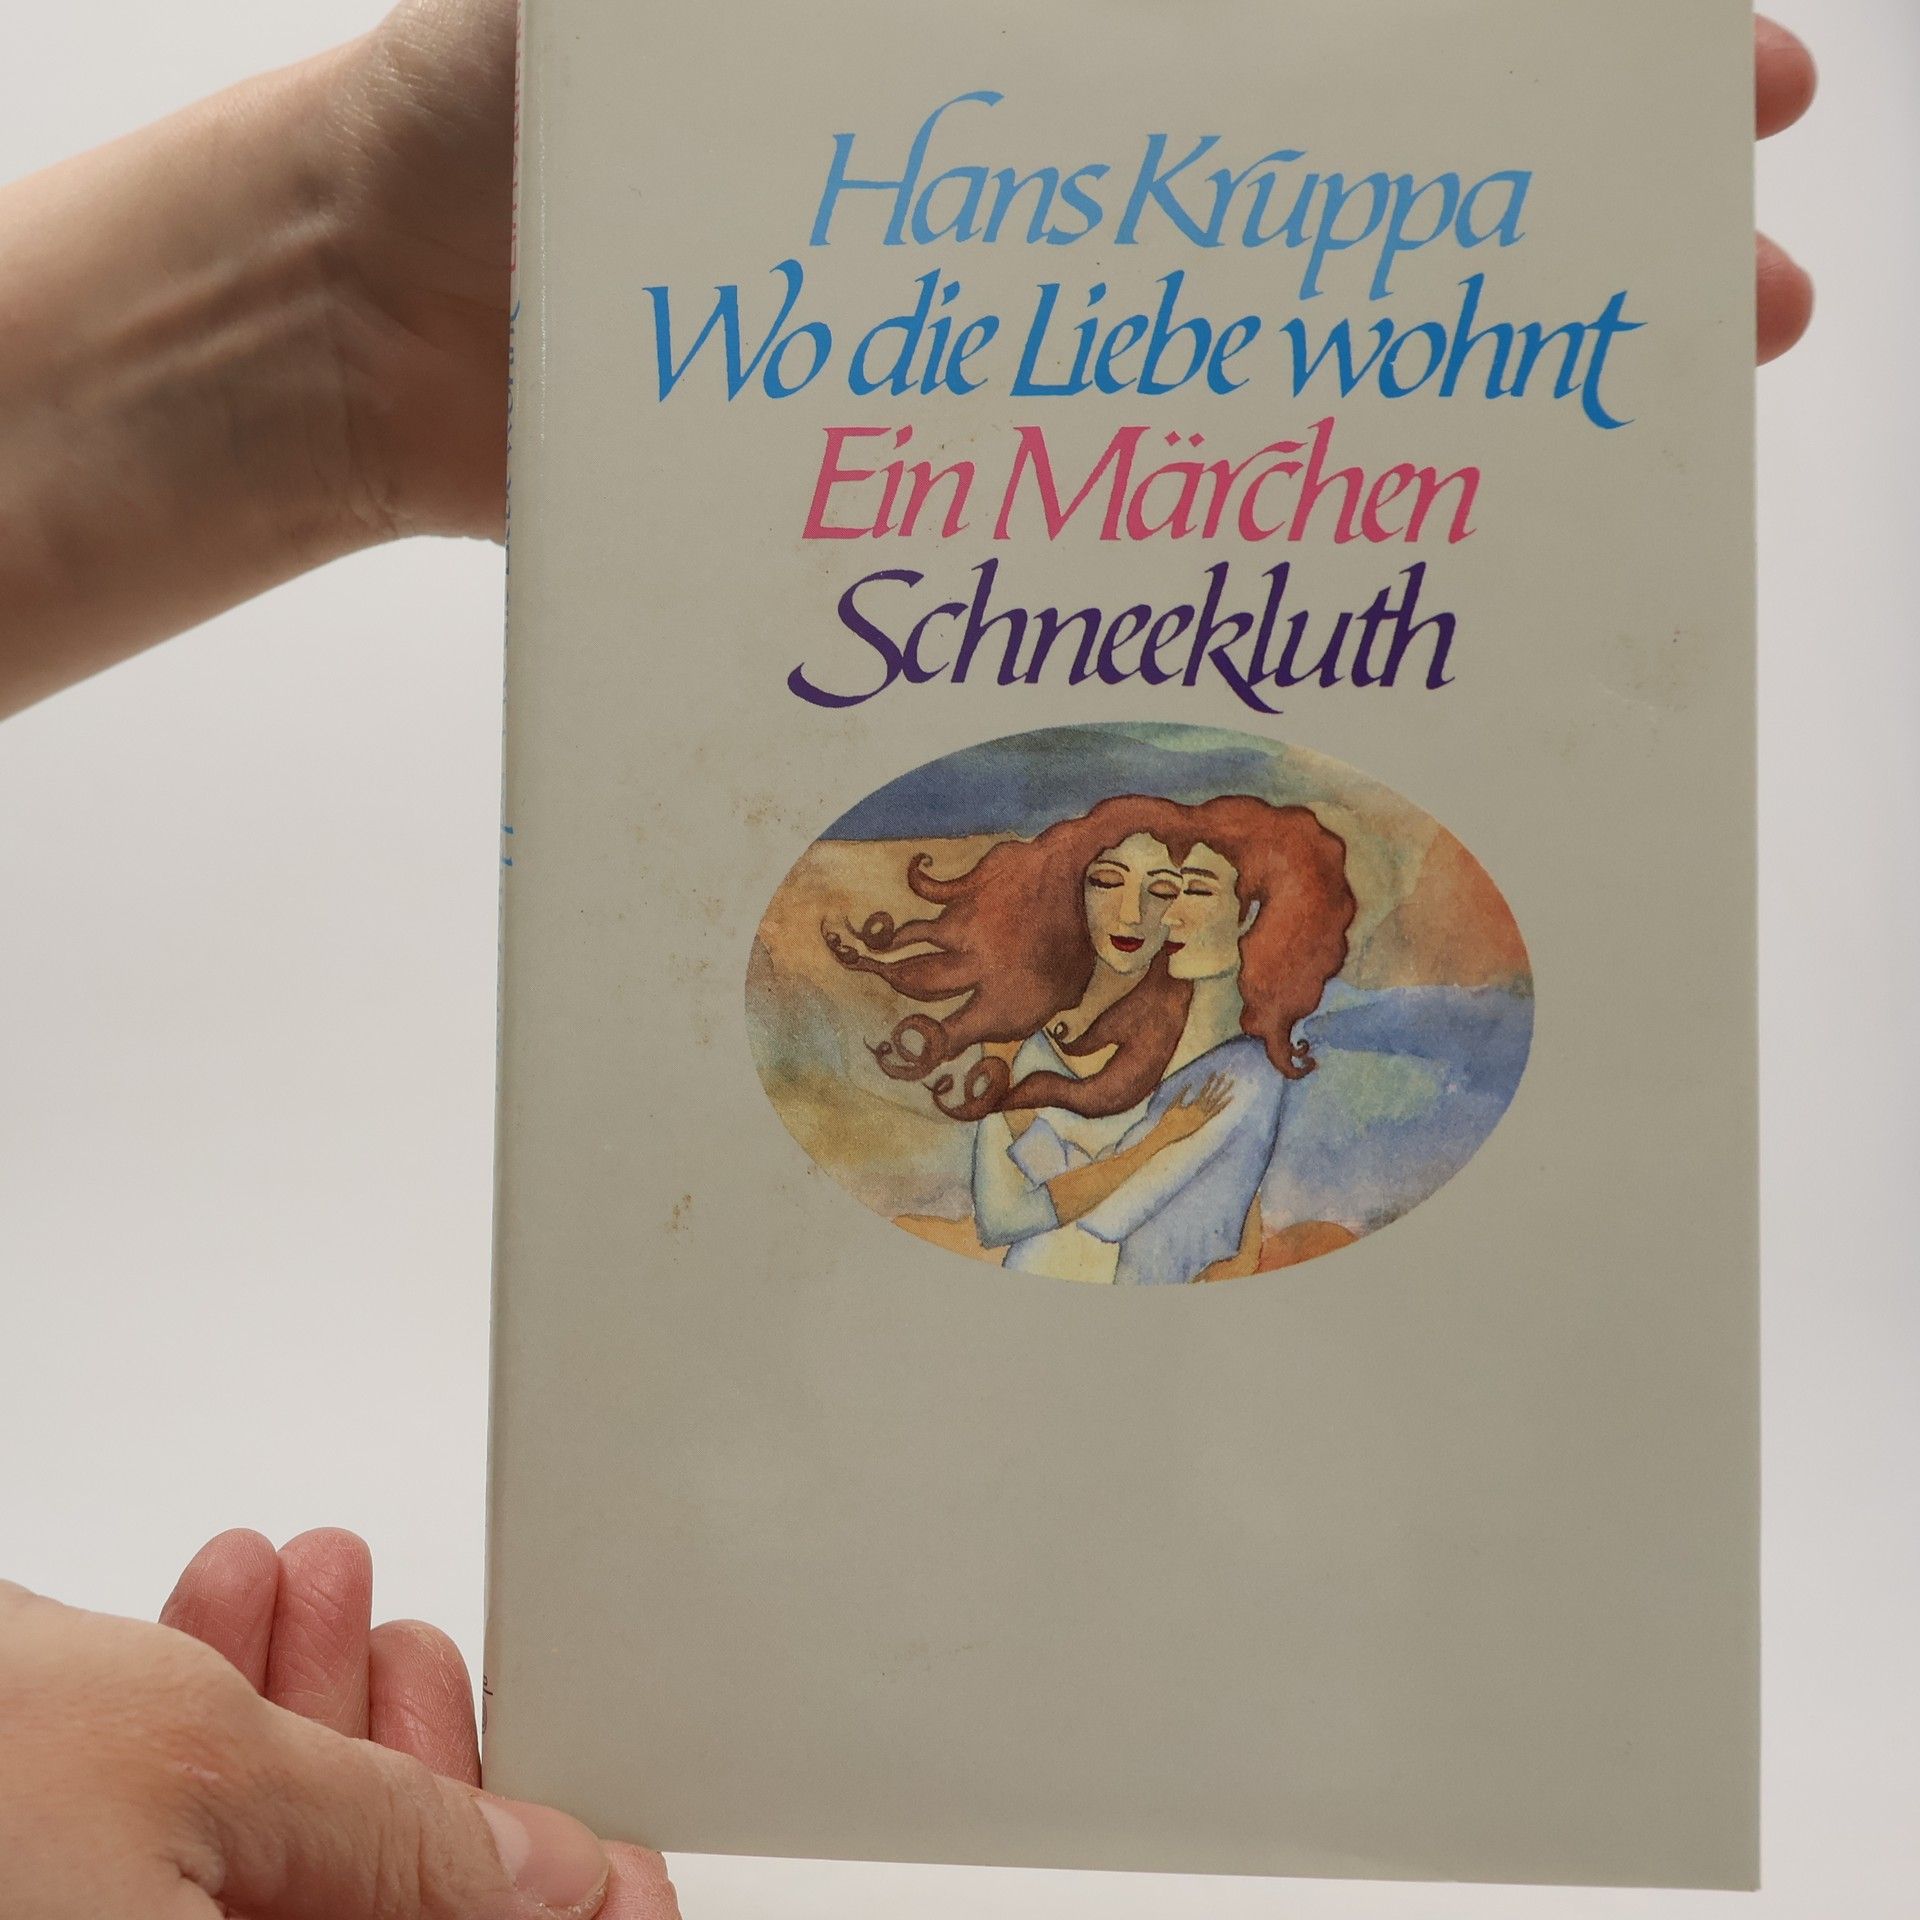 Hans Kruppa
Wo die Liebe wohnt
Ein Märchen
Schneekluth